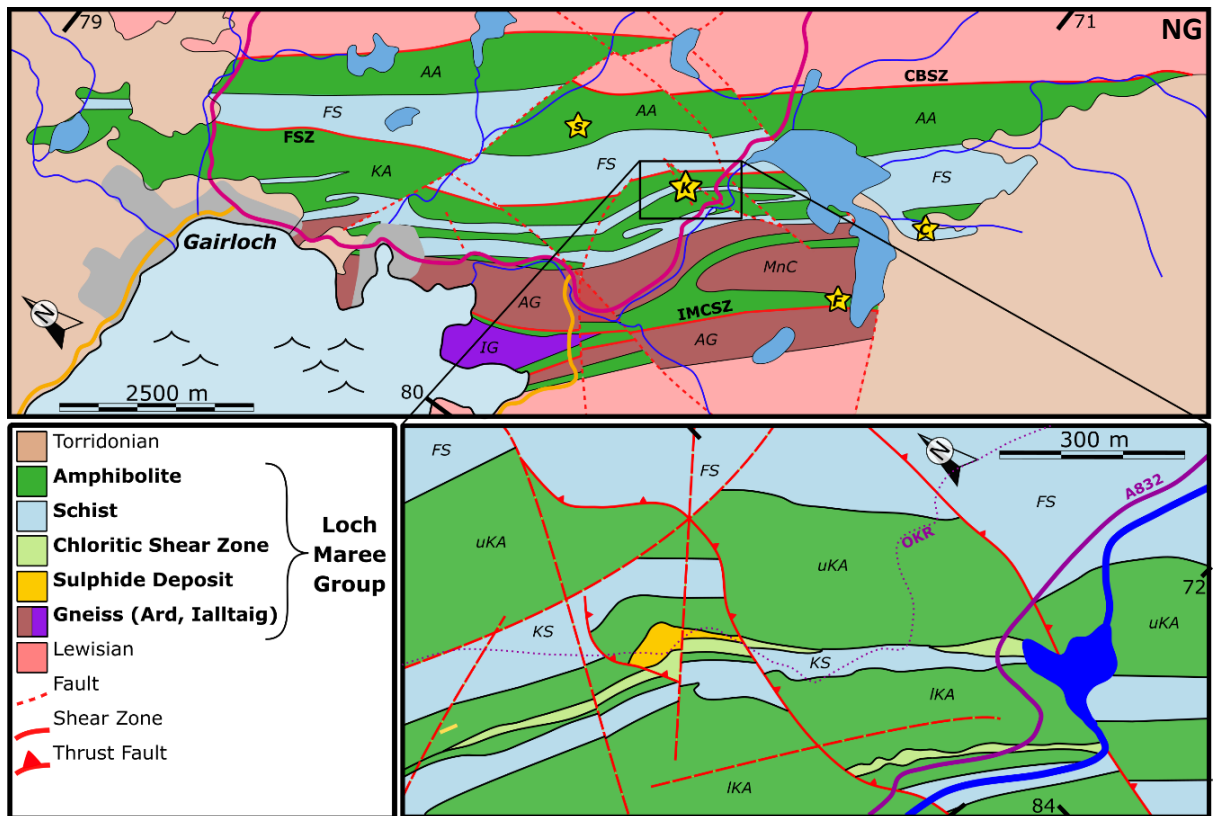 79
71
NG
AA
CBSZ
FS
AA
AA
S
FSZ
FS
FS
KA
K
C
Gairloch
MnC
F
AG
IMCSZ
AG
IG
N
2500 m
80
Torridonian
Amphibolite
Schist
Chloritic Shear Zone
Sulphide Deposit
Gneiss (Ard, Ialltaig)
Loch
Maree
Group
Lewisian
Fault
Shear Zone
Thrust Fault
FS
FS
N
300 m
A832
FS
OKR
uKA
uKA
72
uKA
KS
KS
lKA
lKA
84